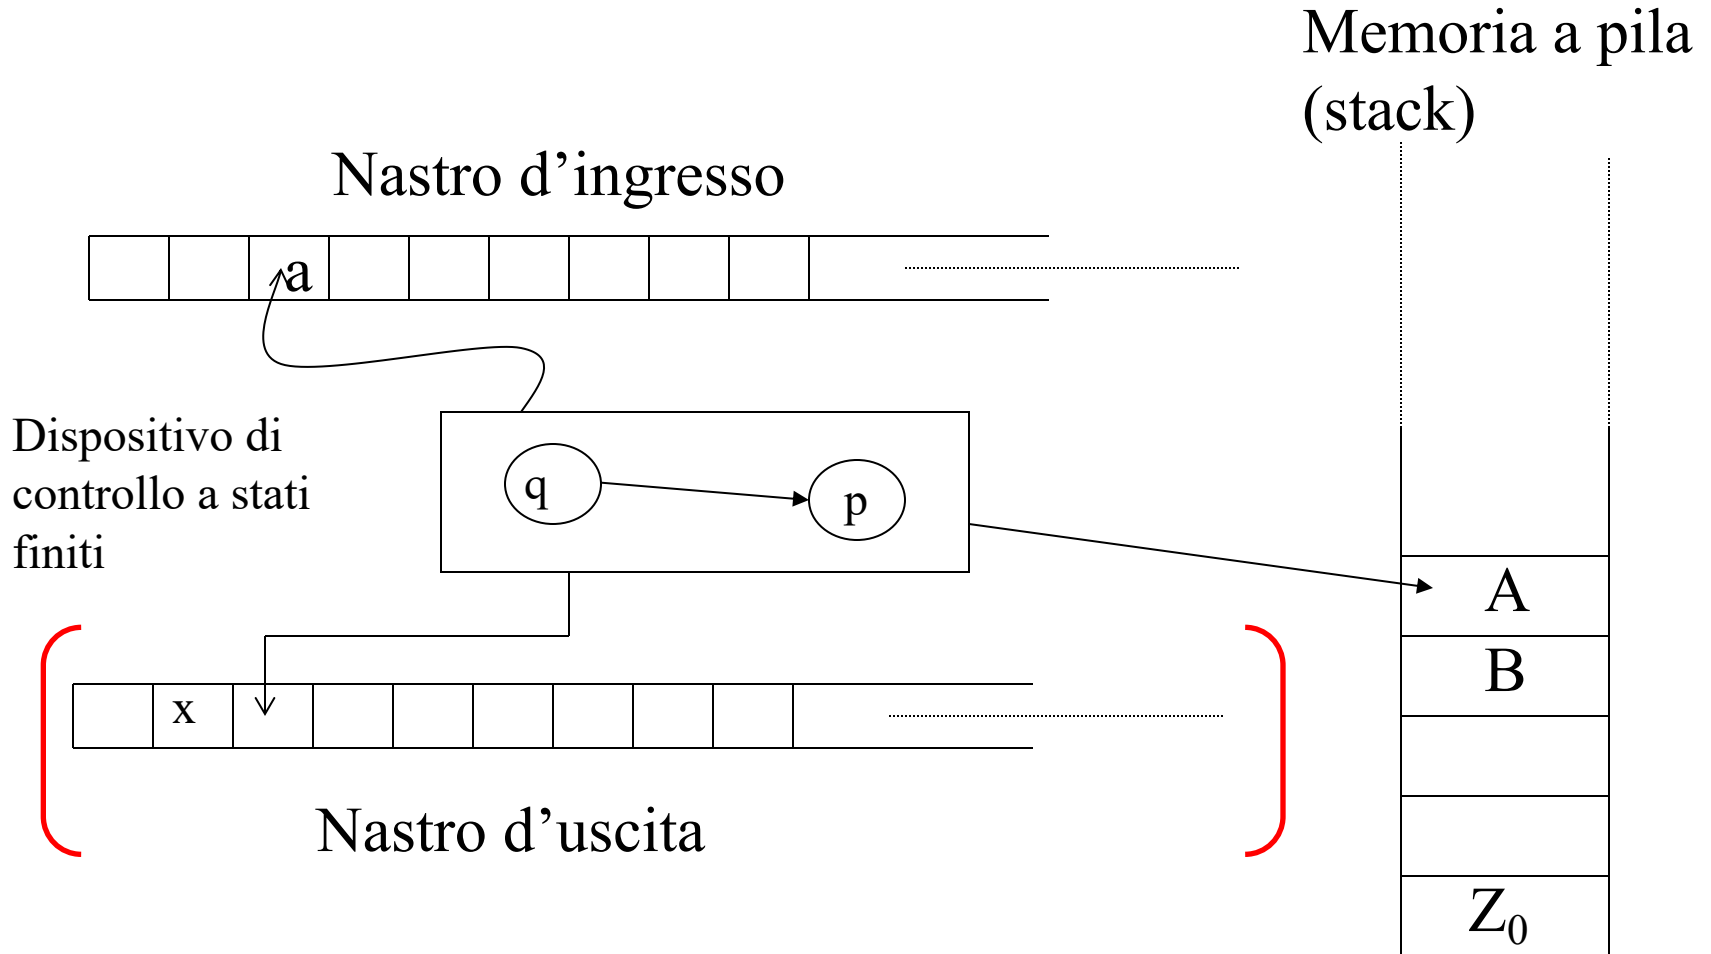 Memoria a pila
(stack)
Nastro d’ingresso
a
Dispositivo di
controllo a stati
finiti
q
p
A
B
x
Nastro d’uscita
Z₀